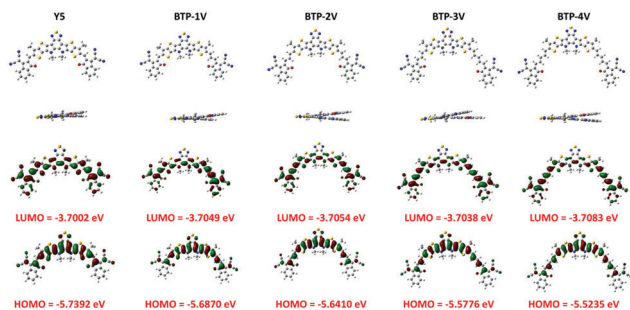 Y5 BTP-1V BTP-2V BTP-3V BTP-4V
LUMO = -3.7002 eV LUMO = -3.7049 eV LUMO = -3.7054 eV LUMO = -3.7038 eV LUMO = -3.7083 eV
HOMO = -5.7392 eV HOMO = -5.6870 eV HOMO = -5.6410 eV HOMO = -5.5776 eV HOMO = -5.5235 eV